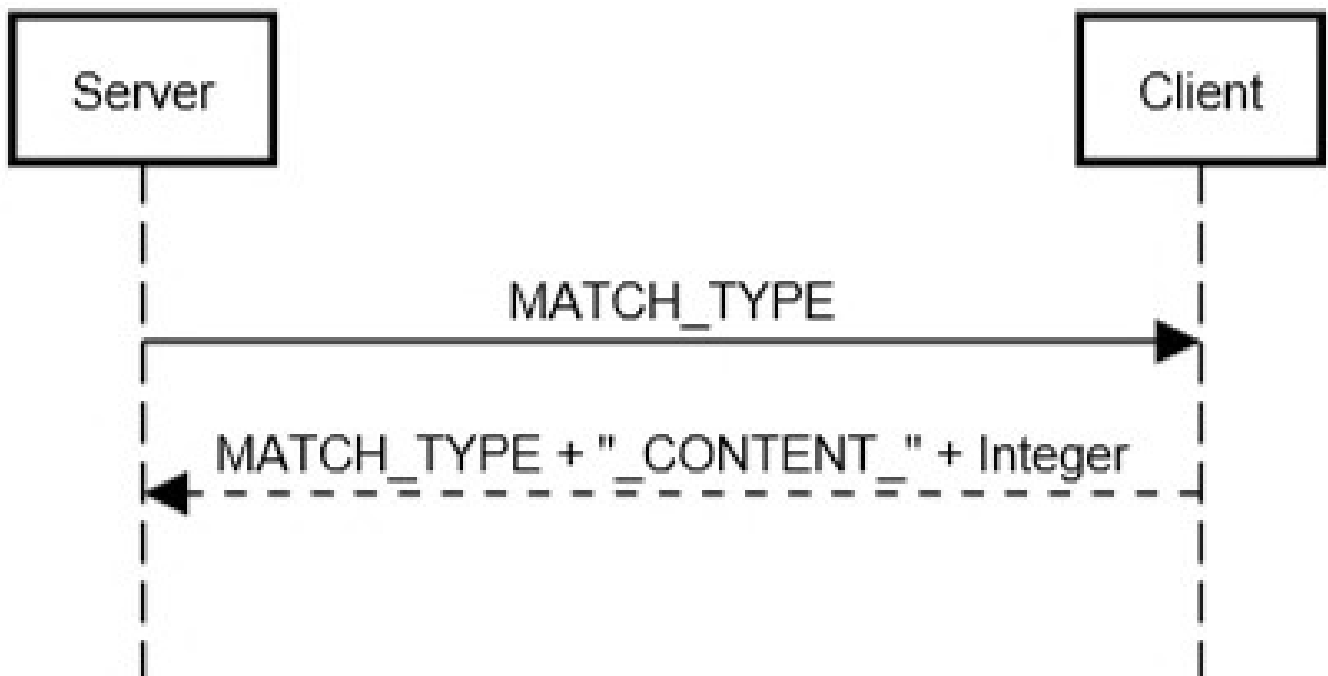 Server
Client
MATCH_TYPE
MATCH_TYPE + "_CONTENT_" + Integer